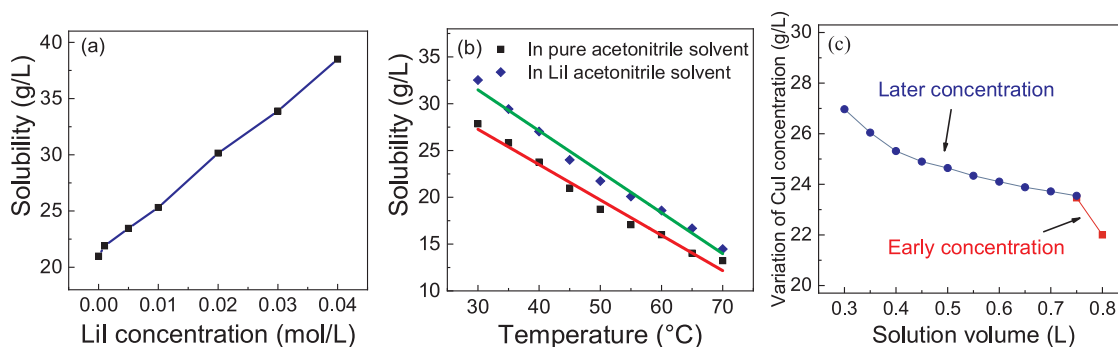 (a)
Solubility (g/L)
40
35
30
25
20
0.00 0.01 0.02 0.03 0.04
LiI concentration (mol/L)
(b)
In pure acetonitrile solvent
In LiI acetonitrile solvent
Solubility (g/L)
35
30
25
20
15
10
30 40 50 60 70
Temperature (°C)
(c)
Variation of CuI concentration (g/L)
30
28
26
24
22
20
Later concentration
Early concentration
0.3 0.4 0.5 0.6 0.7 0.8
Solution volume (L)